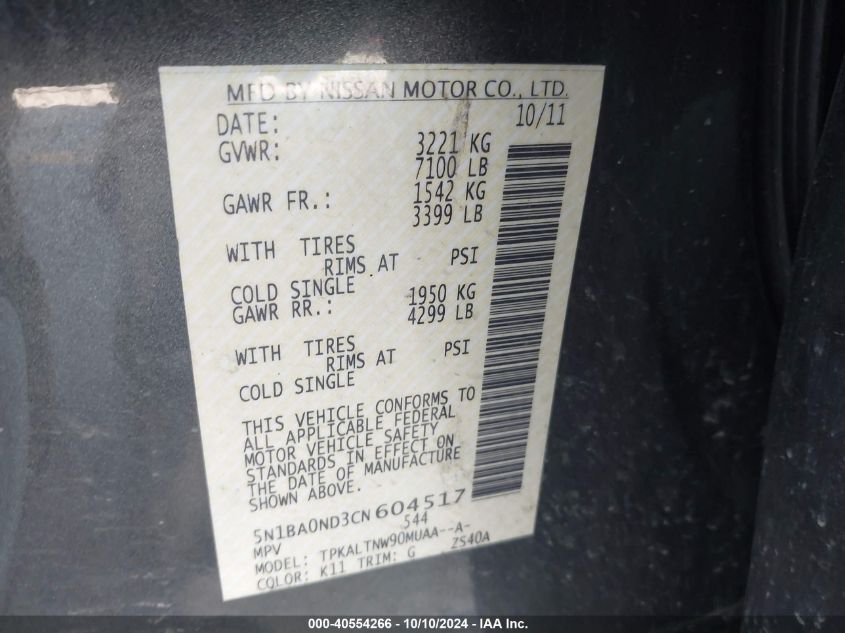 MFD BY NISSAN MOTOR CO., LTD.
DATE: 10/11
GVWR: 3221 KG
7100 LB
GAWR FR.: 1542 KG
3399 LB
WITH TIRES
RIMS AT PSI
COLD SINGLE
GAWR RR.: 1950 KG
4299 LB
WITH TIRES
RIMS AT PSI
COLD SINGLE
THIS VEHICLE CONFORMS TO
ALL APPLICABLE FEDERAL
MOTOR VEHICLE SAFETY
STANDARDS IN EFFECT ON
THE DATE OF MANUFACTURE
SHOWN ABOVE.
5N1BA0ND3CN604517
MPV 544
MODEL: TPKALTNW90MUAA--A-
COLOR: K11 TRIM: G ZS40A
000-40554266 - 10/10/2024 - IAA Inc.